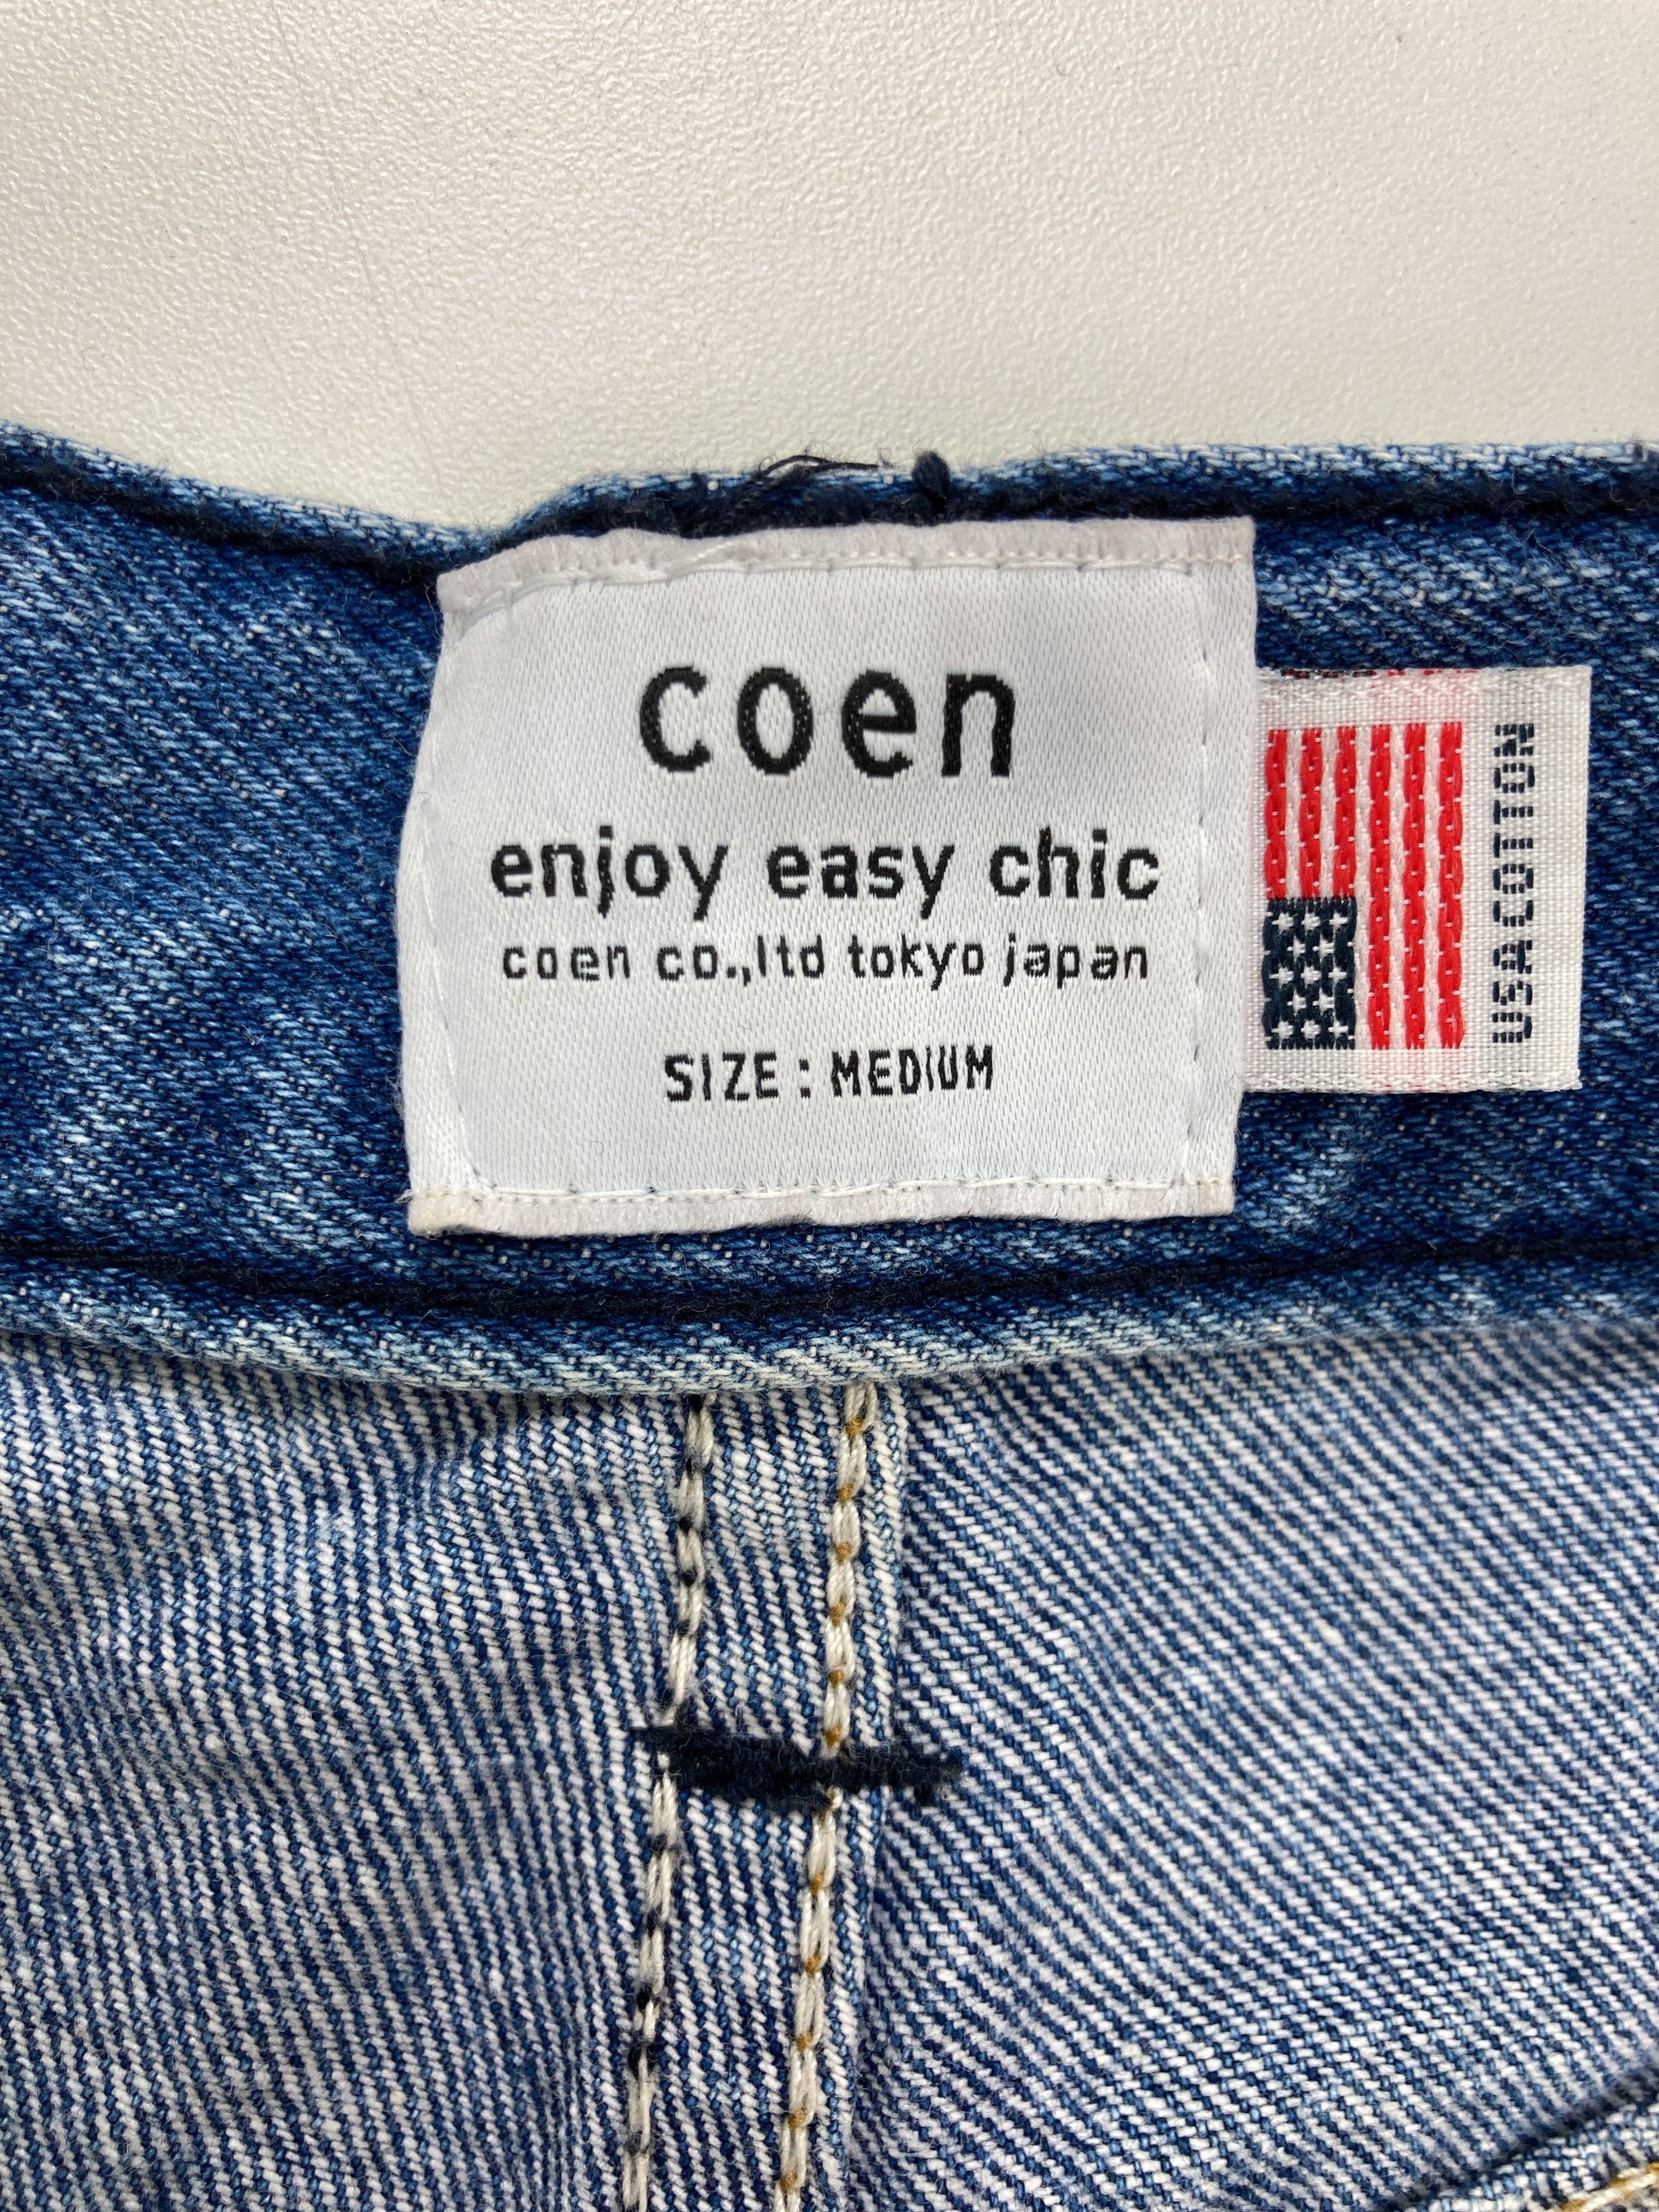 coen
enjoy easy chic
coen co.,ltd tokyo japan
SIZE : MEDIUM
USA COTTON